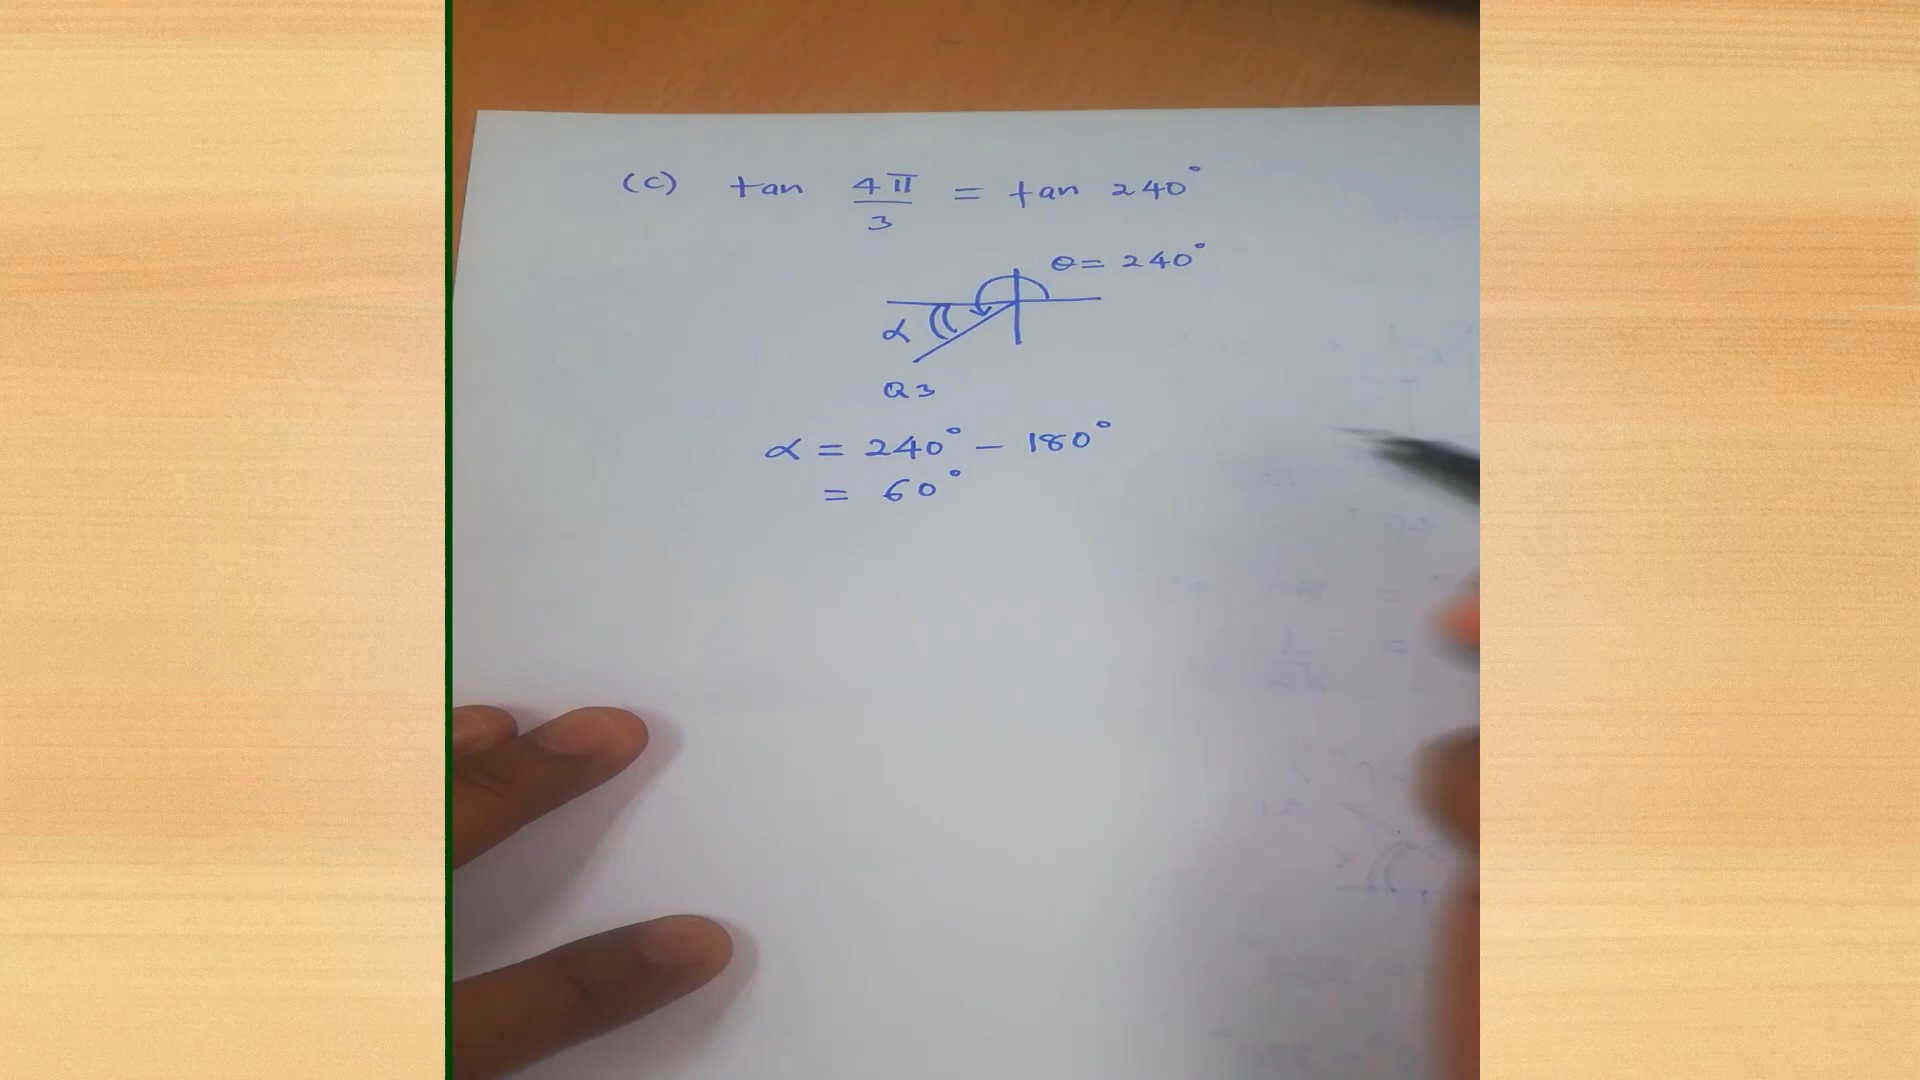 (c) tan 4π/3 = tan 240°
θ = 240°
α
Q3
α = 240° - 180°
= 60°